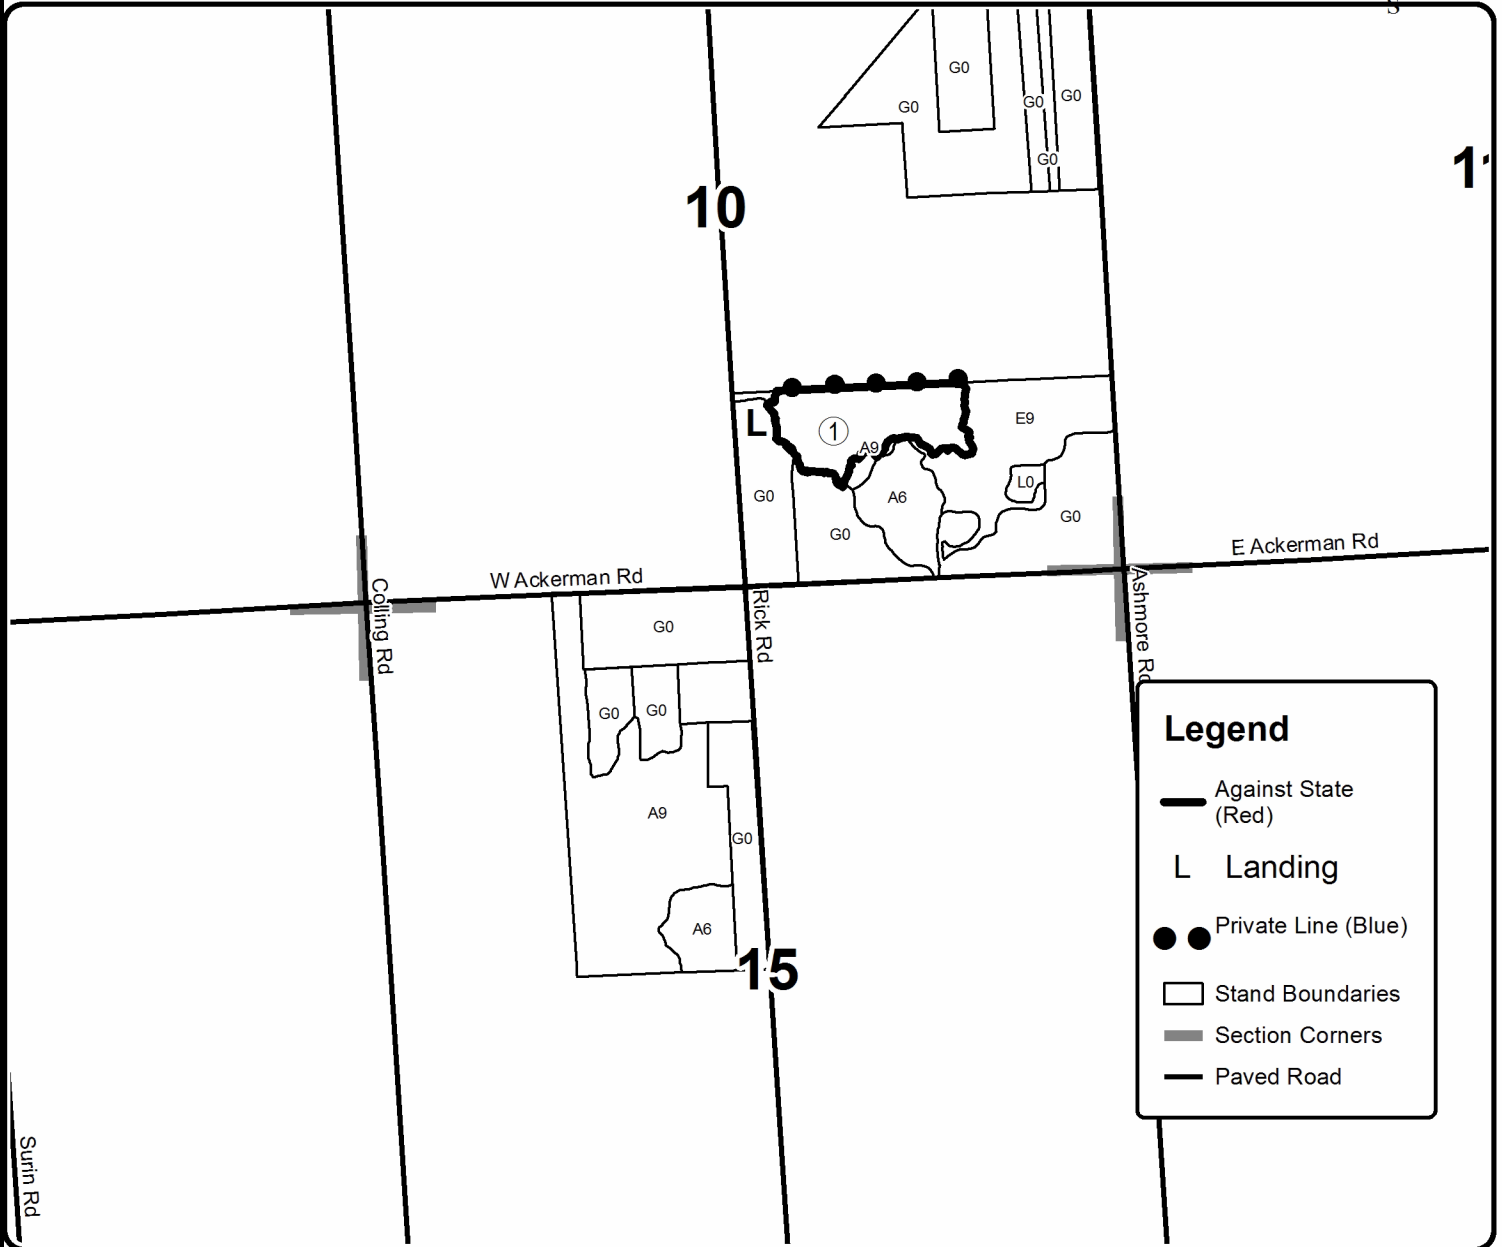 S
G0
G0
G0
G0
G0
10
L
1
A9
E9
L0
G0
A6
G0
G0
W Ackerman Rd
E Ackerman Rd
Colling Rd
Rick Rd
Ashmore Rd
G0
G0
G0
A9
G0
A6
15
Surin Rd
Legend
Against State
(Red)
L Landing
Private Line (Blue)
Stand Boundaries
Section Corners
Paved Road